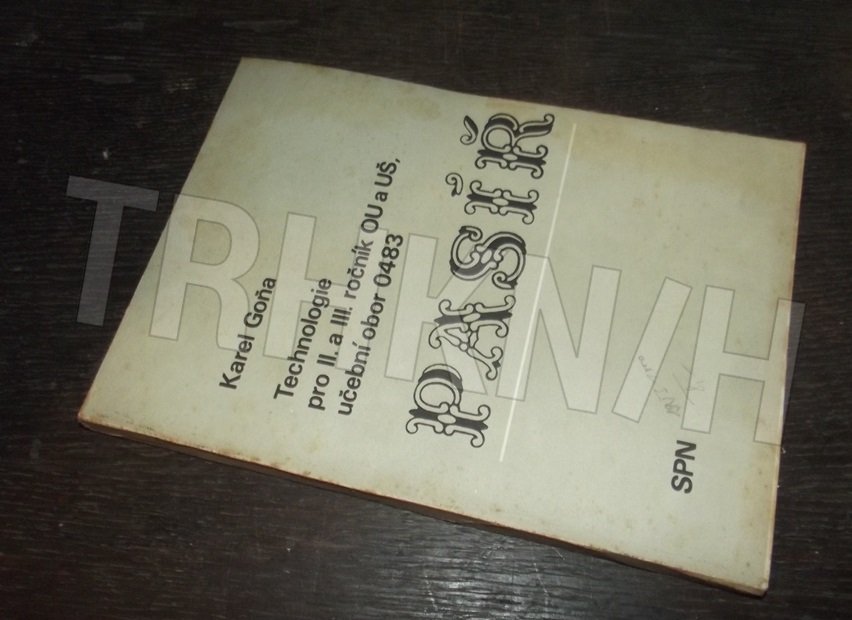 Karel Goňa
Technologie
pro II. a III. ročník OU a UŠ,
učební obor 0483
PASÍŘ
SPN
TRHKNIH